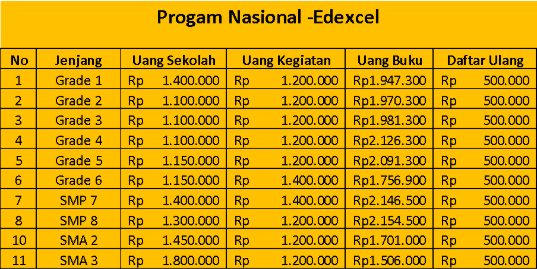 Progam Nasional -Edexcel
No Jenjang Uang Sekolah Uang Kegiatan Uang Buku Daftar Ulang
1 Grade 1 Rp 1.400.000 Rp 1.200.000 Rp1.947.300 Rp 500.000
2 Grade 2 Rp 1.100.000 Rp 1.200.000 Rp1.970.300 Rp 500.000
3 Grade 3 Rp 1.100.000 Rp 1.200.000 Rp1.981.300 Rp 500.000
4 Grade 4 Rp 1.100.000 Rp 1.200.000 Rp2.126.300 Rp 500.000
5 Grade 5 Rp 1.150.000 Rp 1.200.000 Rp2.091.300 Rp 500.000
6 Grade 6 Rp 1.150.000 Rp 1.400.000 Rp1.756.900 Rp 500.000
7 SMP 7 Rp 1.400.000 Rp 1.400.000 Rp2.146.500 Rp 500.000
8 SMP 8 Rp 1.300.000 Rp 1.200.000 Rp2.154.500 Rp 500.000
10 SMA 2 Rp 1.450.000 Rp 1.200.000 Rp1.701.000 Rp 500.000
11 SMA 3 Rp 1.800.000 Rp 1.200.000 Rp1.506.000 Rp 500.000